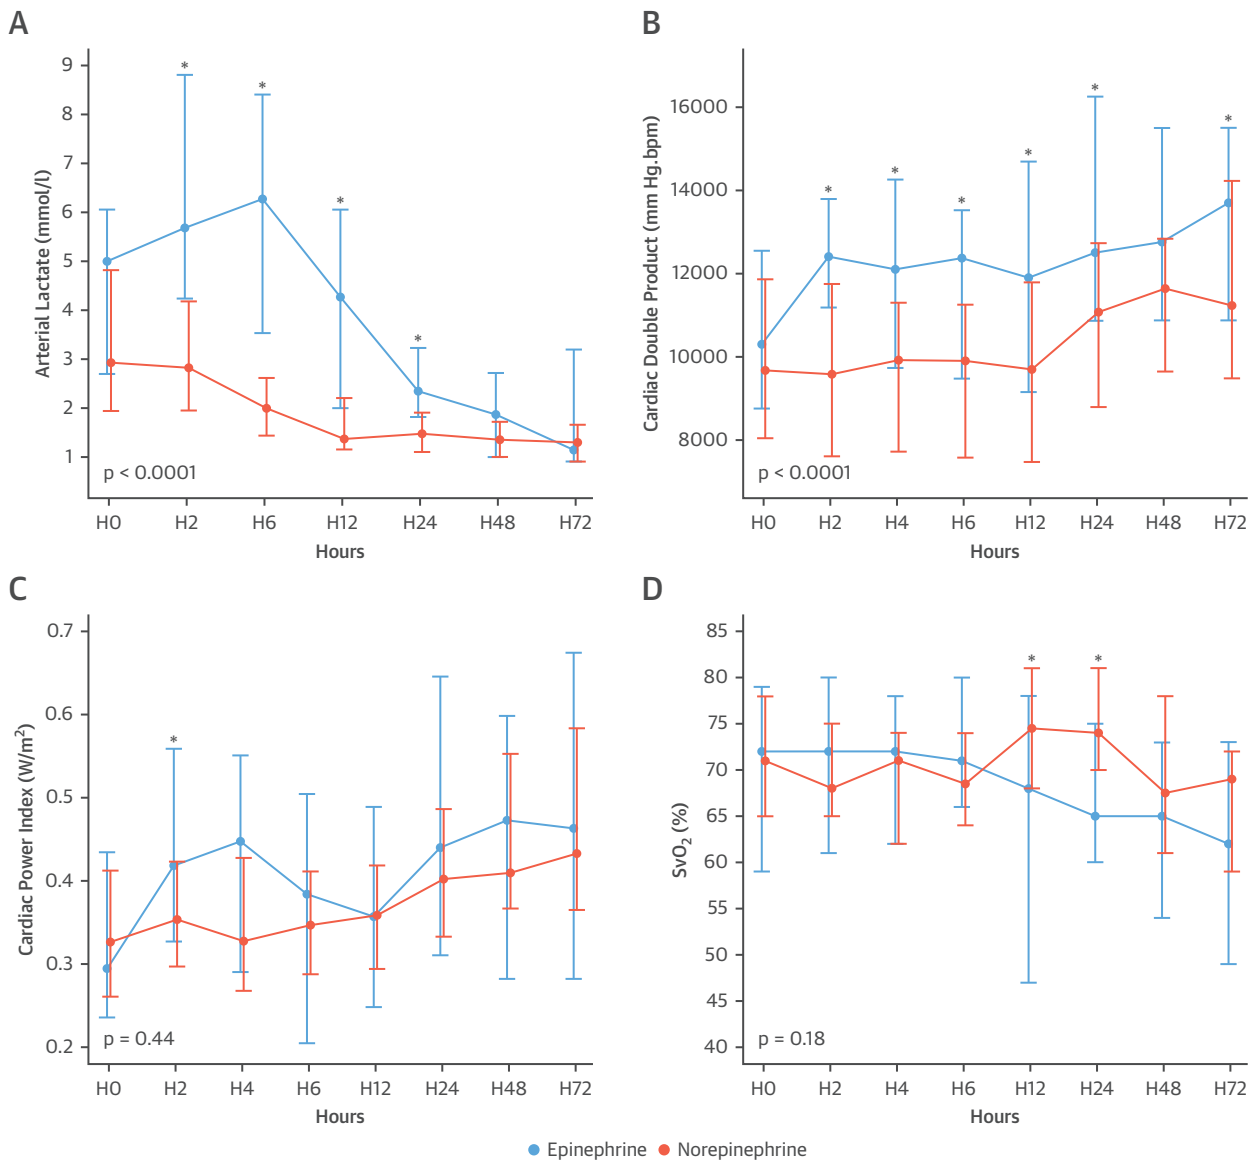 A
Arterial Lactate (mmol/l)
9
8
7
6
5
4
3
2
1
* * * *
p < 0.0001
H0 H2 H6 H12 H24 H48 H72
Hours
B
Cardiac Double Product (mm Hg.bpm)
16000
14000
12000
10000
8000
* * * * * *
p < 0.0001
H0 H2 H4 H6 H12 H24 H48 H72
Hours
C
Cardiac Power Index (W/m²)
0.7
0.6
0.5
0.4
0.3
0.2
*
p = 0.44
H0 H2 H4 H6 H12 H24 H48 H72
Hours
D
SvO₂ (%)
85
80
75
70
65
60
55
50
45
40
* *
p = 0.18
H0 H2 H4 H6 H12 H24 H48 H72
Hours
Epinephrine Norepinephrine